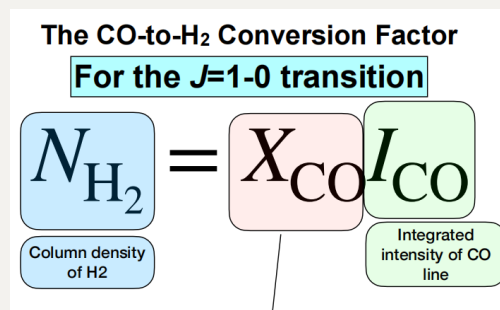 The CO-to-H₂ Conversion Factor
For the J=1-0 transition
N_H₂ = X_CO I_CO
Column density
of H2
Integrated
intensity of CO
line